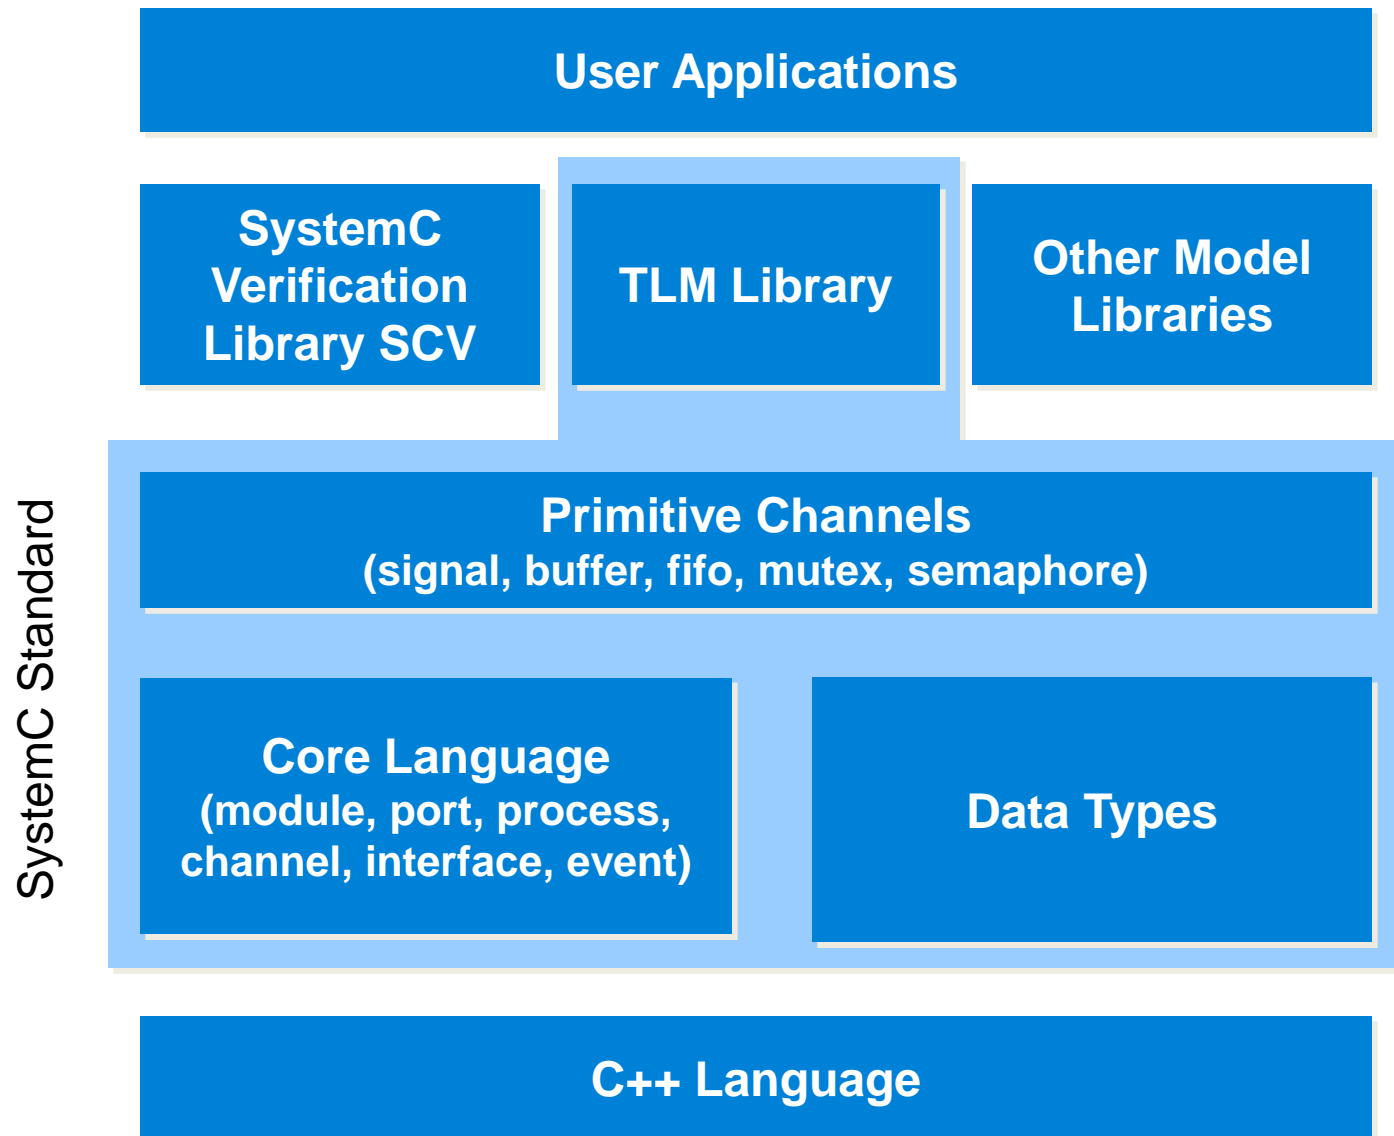 User Applications
SystemC
Verification
Library SCV
TLM Library
Other Model
Libraries
SystemC Standard
Primitive Channels
(signal, buffer, fifo, mutex, semaphore)
Core Language
(module, port, process,
channel, interface, event)
Data Types
C++ Language